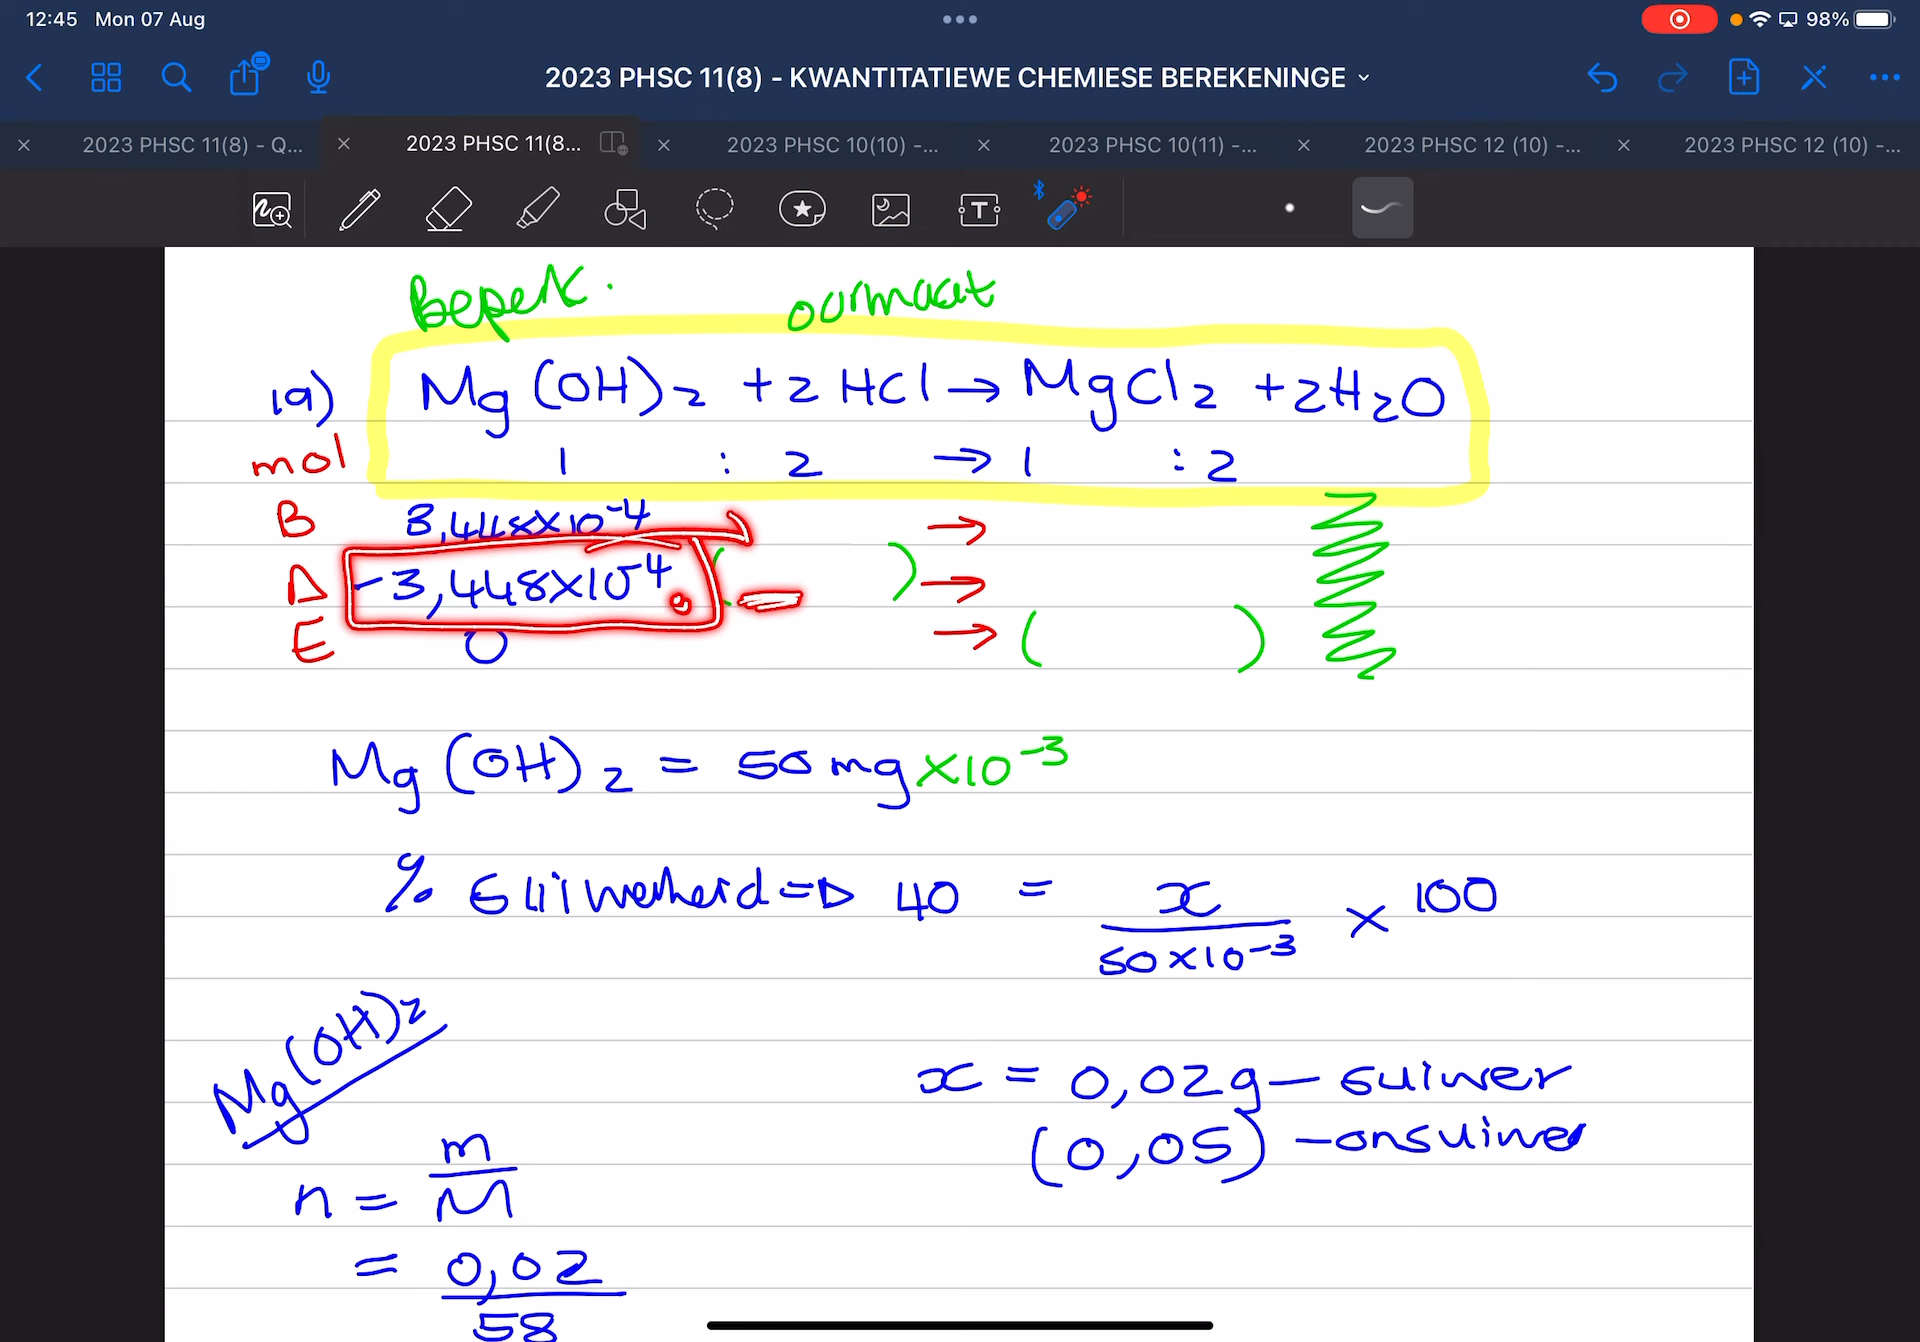 12:45 Mon 07 Aug
98%
2023 PHSC 11(8) - KWANTITATIEWE CHEMIESE BEREKENINGE
2023 PHSC 11(8) - Q... 2023 PHSC 11(8... 2023 PHSC 10(10) -... 2023 PHSC 10(11) -... 2023 PHSC 12 (10) -... 2023 PHSC 12 (10) -...
T
Beperk. oormaat
19) Mg(OH)2 + 2HCl → MgCl2 + 2H2O
mol 1 : 2 → 1 : 2
B 3,448×10-4 →
Δ -3,448×10-4 ( ) →
E 0 → ( )
Mg(OH)2 = 50mg×10-3
% Suiwerheid => 40 = x / 50×10-3 × 100
Mg(OH)2
x = 0,02g - suiwer
(0,05) - onsuiwer
n = m / M
= 0,02 / 58